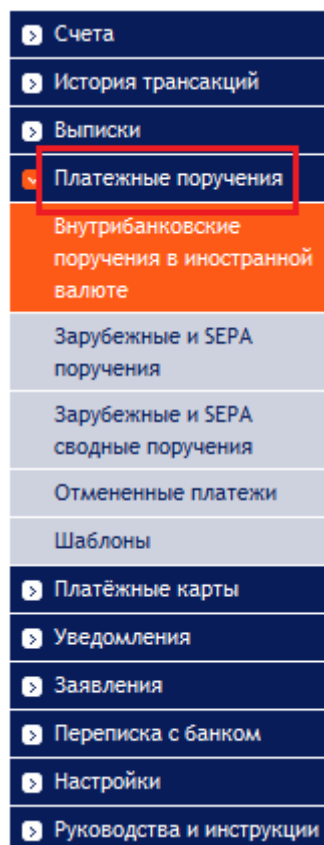 Счета
История трансакций
Выписки
Платежные поручения
Внутрибанковские
поручения в иностранной
валюте
Зарубежные и SEPA
поручения
Зарубежные и SEPA
сводные поручения
Отмененные платежи
Шаблоны
Платёжные карты
Уведомления
Заявления
Переписка с банком
Настройки
Руководства и инструкции